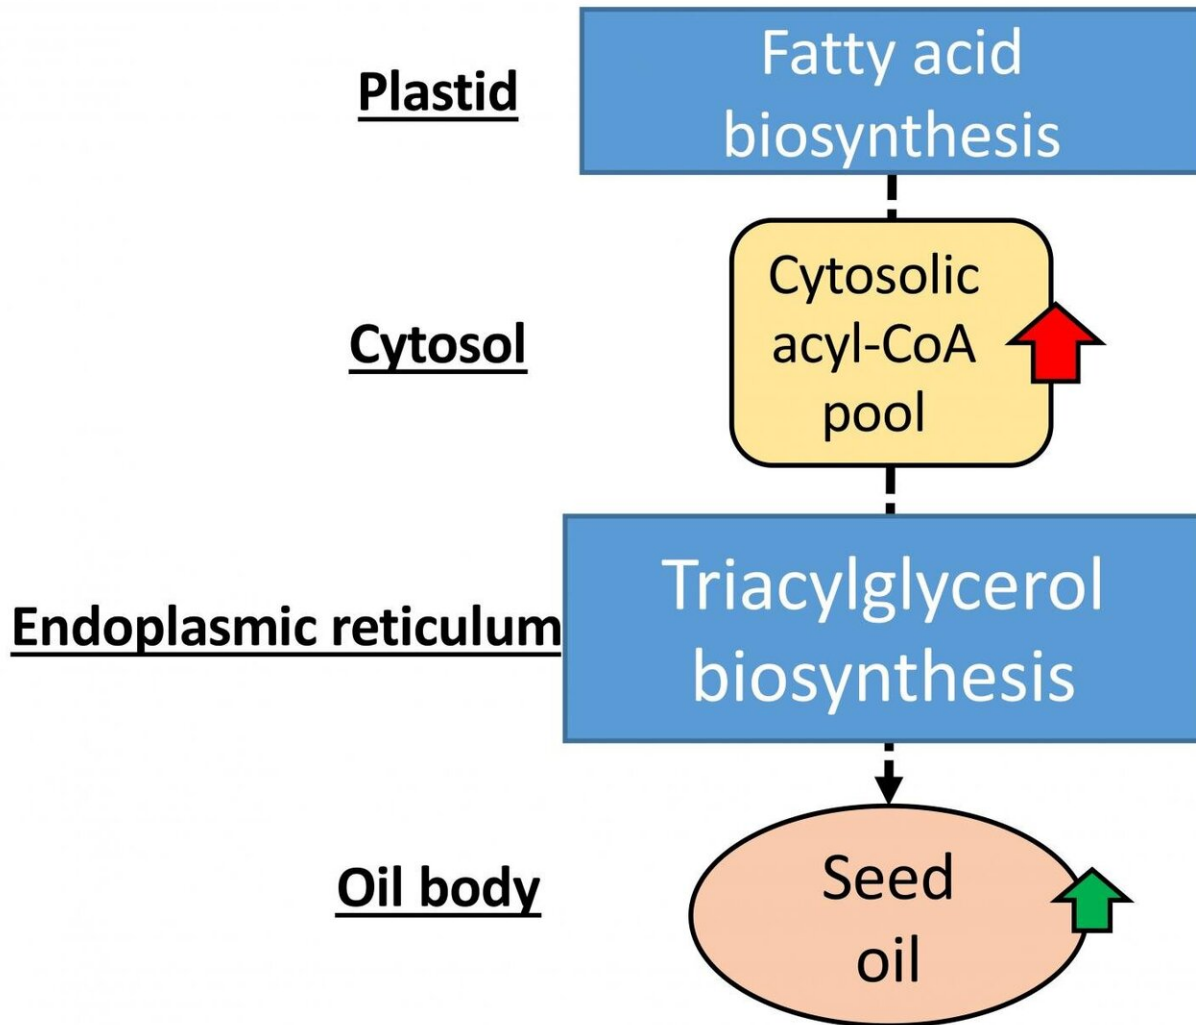 Plastid
Fatty acid
biosynthesis
Cytosol
Cytosolic
acyl-CoA
pool
Endoplasmic reticulum
Triacylglycerol
biosynthesis
Oil body
Seed
oil